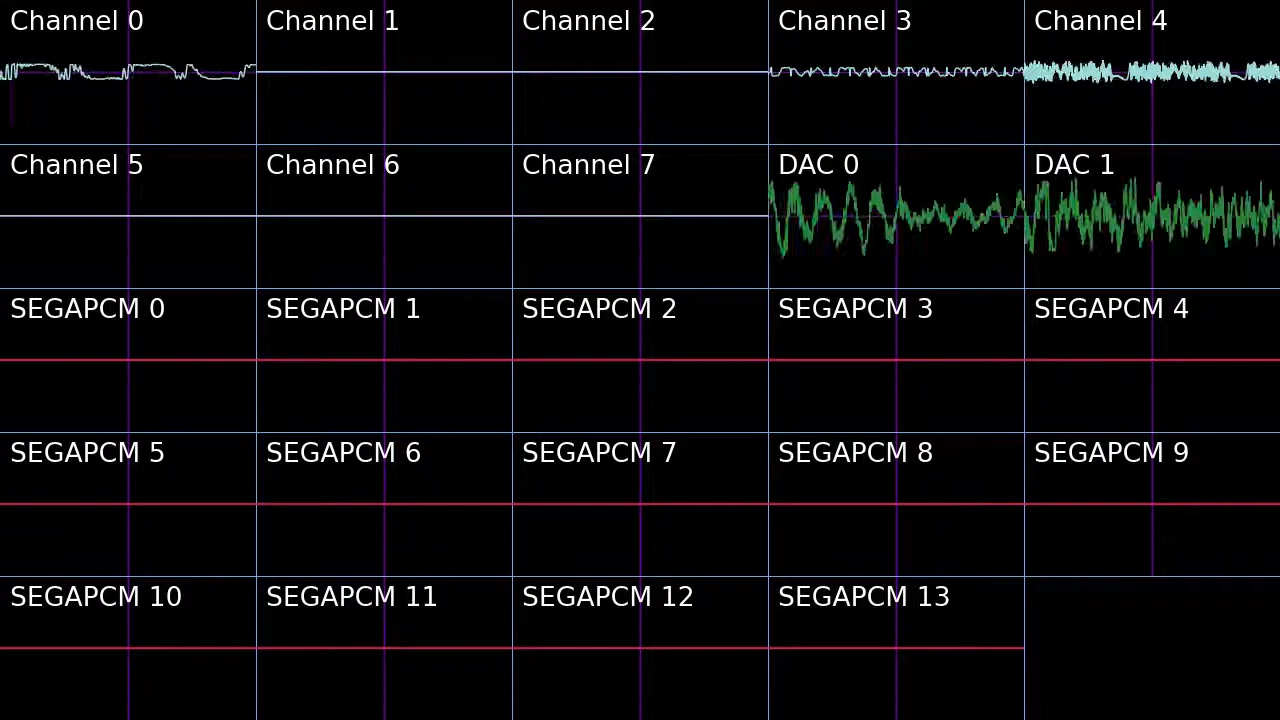 Channel 0
Channel 1
Channel 2
Channel 3
Channel 4
Channel 5
Channel 6
Channel 7
DAC 0
DAC 1
SEGAPCM 0
SEGAPCM 1
SEGAPCM 2
SEGAPCM 3
SEGAPCM 4
SEGAPCM 5
SEGAPCM 6
SEGAPCM 7
SEGAPCM 8
SEGAPCM 9
SEGAPCM 10
SEGAPCM 11
SEGAPCM 12
SEGAPCM 13